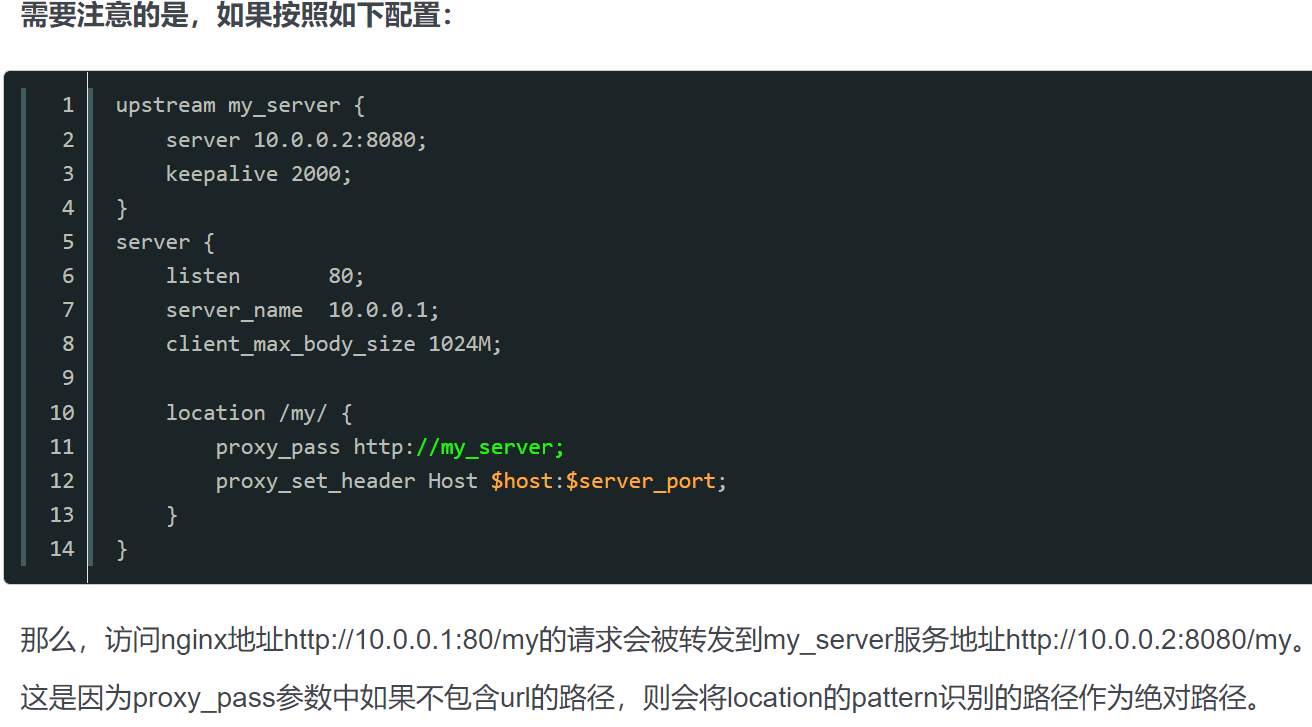 需要注意的是，如果按照如下配置：
1 upstream my_server {
2     server 10.0.0.2:8080;
3     keepalive 2000;
4 }
5 server {
6     listen       80;
7     server_name  10.0.0.1;
8     client_max_body_size 1024M;
9
10     location /my/ {
11         proxy_pass http://my_server;
12         proxy_set_header Host $host:$server_port;
13     }
14 }
那么，访问nginx地址http://10.0.0.1:80/my的请求会被转发到my_server服务地址http://10.0.0.2:8080/my。
这是因为proxy_pass参数中如果不包含url的路径，则会将location的pattern识别的路径作为绝对路径。